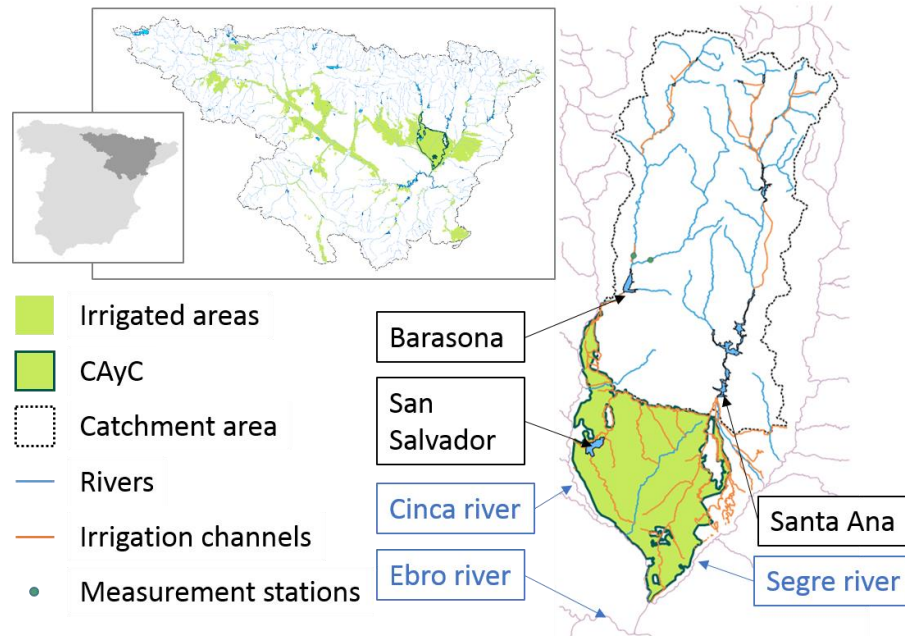 Irrigated areas
CAyC
Catchment area
Rivers
Irrigation channels
Measurement stations
Barasona
San
Salvador
Cinca river
Ebro river
Santa Ana
Segre river